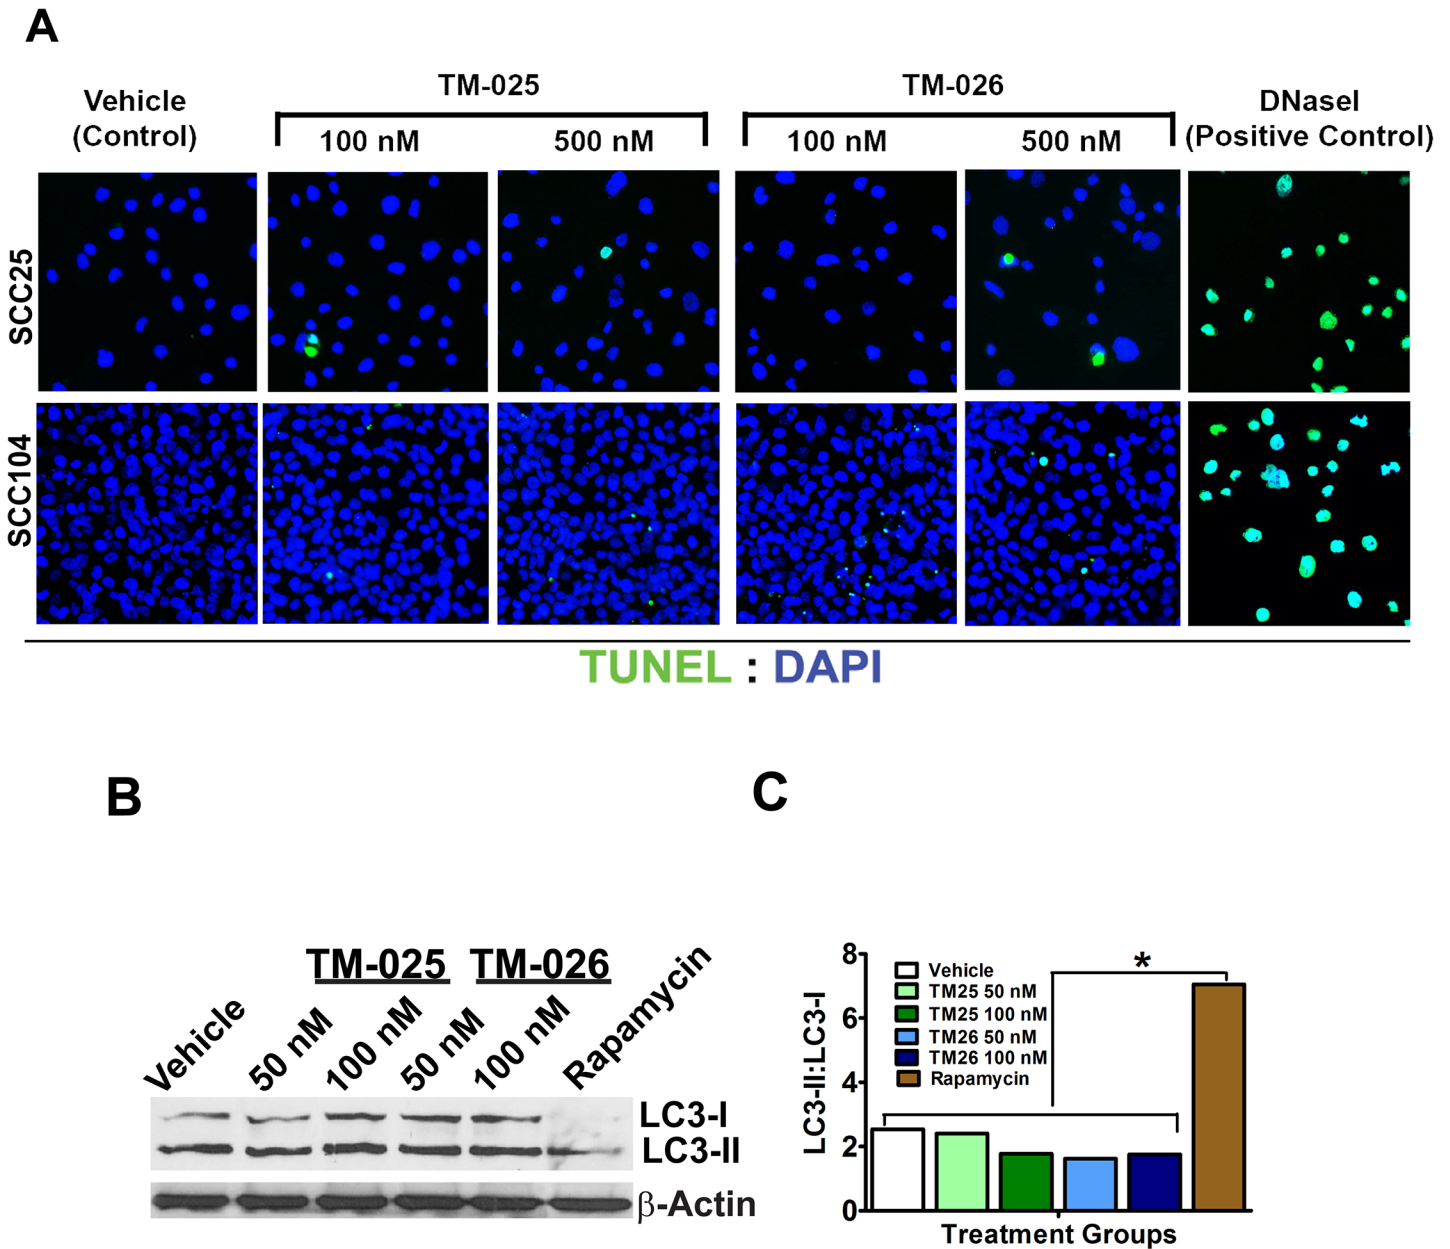 A
Vehicle
(Control)
TM-025
100 nM
500 nM
TM-026
100 nM
500 nM
DNaseI
(Positive Control)
SCC25
SCC104
TUNEL : DAPI
B
TM-025
TM-026
Vehicle
50 nM
100 nM
50 nM
100 nM
Rapamycin
LC3-I
LC3-II
β-Actin
C
LC3-II:LC3-I
8
6
4
2
0
*
Vehicle
TM25 50 nM
TM25 100 nM
TM26 50 nM
TM26 100 nM
Rapamycin
Treatment Groups